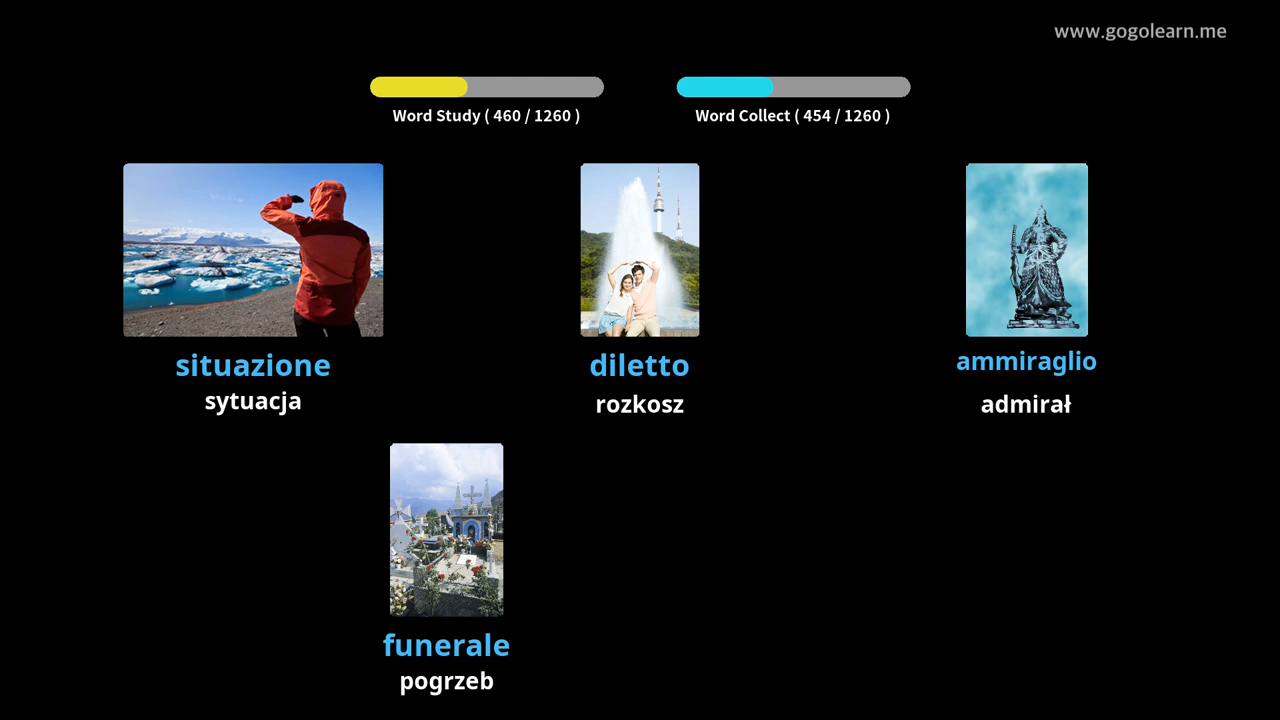 www.gogolearn.me
Word Study ( 460 / 1260 )
Word Collect ( 454 / 1260 )
situazione
sytuacja
diletto
rozkosz
ammiraglio
admirał
funerale
pogrzeb